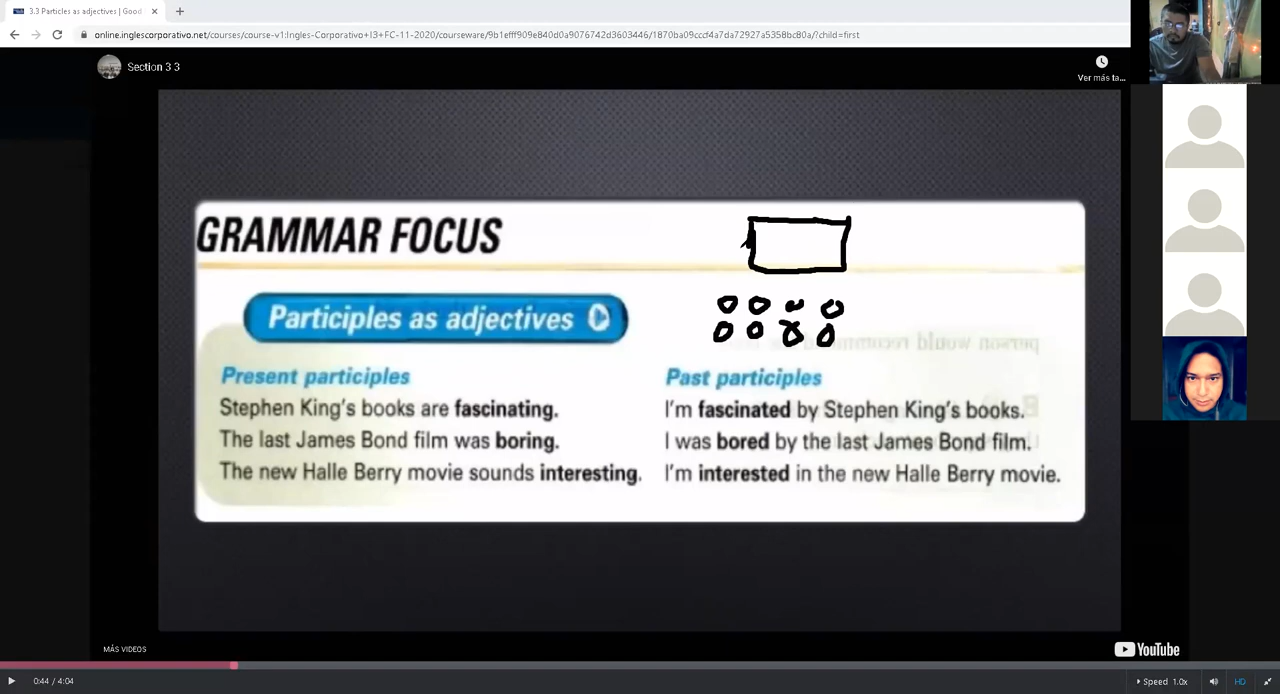 3.3 Particles as adjectives | Good
online.inglescorporativo.net/courses/course-v1:Ingles-Corporativo+I3+FC-11-2020/courseware/9b1efff909e840d0a9076742d3603446/1870ba09cccf4a7da72927a5358bc80a/?child=first
Section 3 3
Ver más ta...
GRAMMAR FOCUS
Participles as adjectives
person would recommend
Present participles
Stephen King's books are fascinating.
The last James Bond film was boring.
The new Halle Berry movie sounds interesting.
Past participles
I'm fascinated by Stephen King's books.
I was bored by the last James Bond film.
I'm interested in the new Halle Berry movie.
MÁS VIDEOS
YouTube
0:44 / 4:04
Speed 1.0x
HD